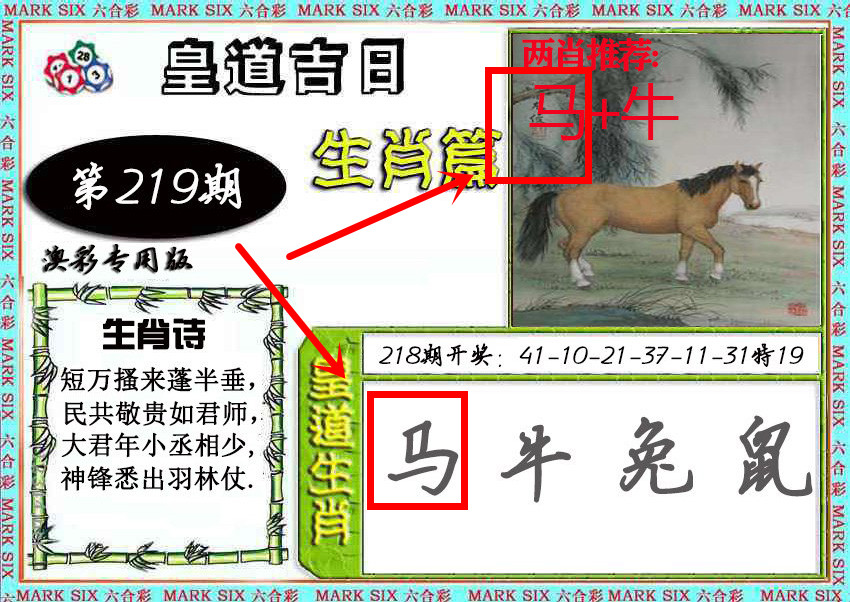 MARK SIX 六合彩 MARK SIX 六合彩 MARK SIX 六合彩 MARK SIX 六合彩 MARK SIX 六合彩 MARK SIX 六合彩
皇道吉日
28
1
3
两肖推荐:
马+牛
生肖篇
第219期
澳彩专用版
生肖诗
短万搔来蓬半垂，
民共敬贵如君师，
大君年小丞相少，
神锋悉出羽林仗.
218期开奖：41-10-21-37-11-31特19
皇道生肖
马 牛 兔 鼠
MARK SIX 六合彩 MARK SIX 六合彩 MARK SIX 六合彩 MARK SIX 六合彩 MARK SIX 六合彩 MARK SIX